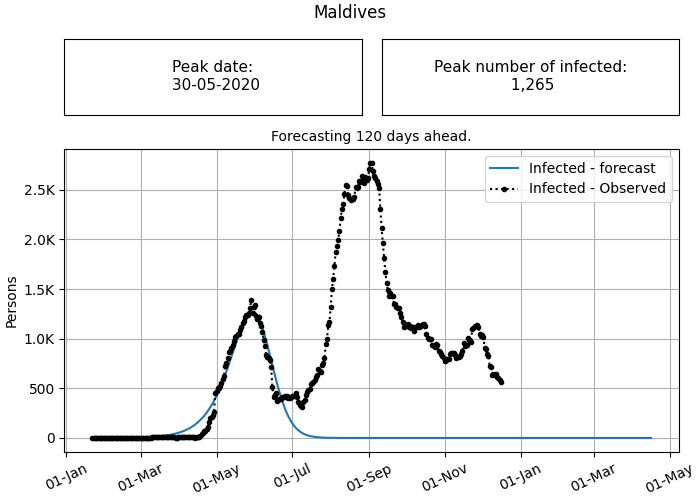 Maldives
Peak date:
30-05-2020
Peak number of infected:
1,265
Forecasting 120 days ahead.
Infected - forecast
Infected - Observed
2.5K
2.0K
1.5K
1.0K
500
0
Persons
01-Jan
01-Mar
01-May
01-Jul
01-Sep
01-Nov
01-Jan
01-Mar
01-May